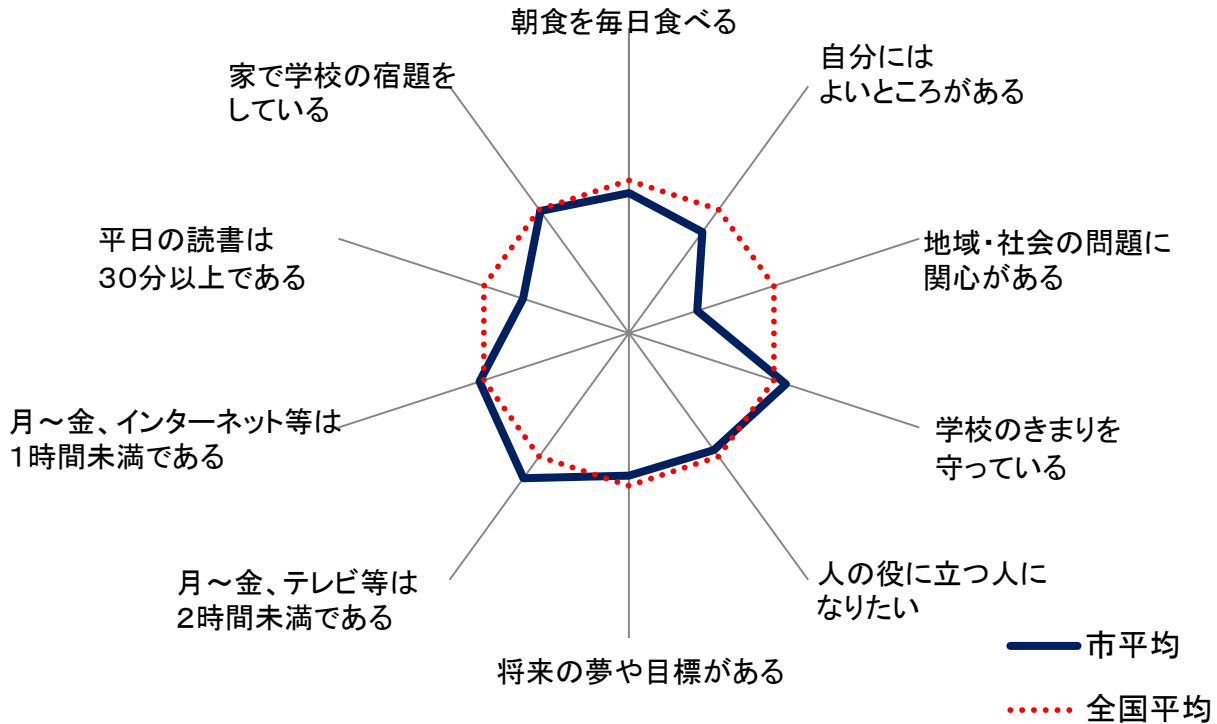 朝食を毎日食べる
自分には
よいところがある
地域・社会の問題に
関心がある
学校のきまりを
守っている
人の役に立つ人に
なりたい
将来の夢や目標がある
月～金、テレビ等は
２時間未満である
月～金、インターネット等は
１時間未満である
平日の読書は
３０分以上である
家で学校の宿題を
している
市平均
全国平均